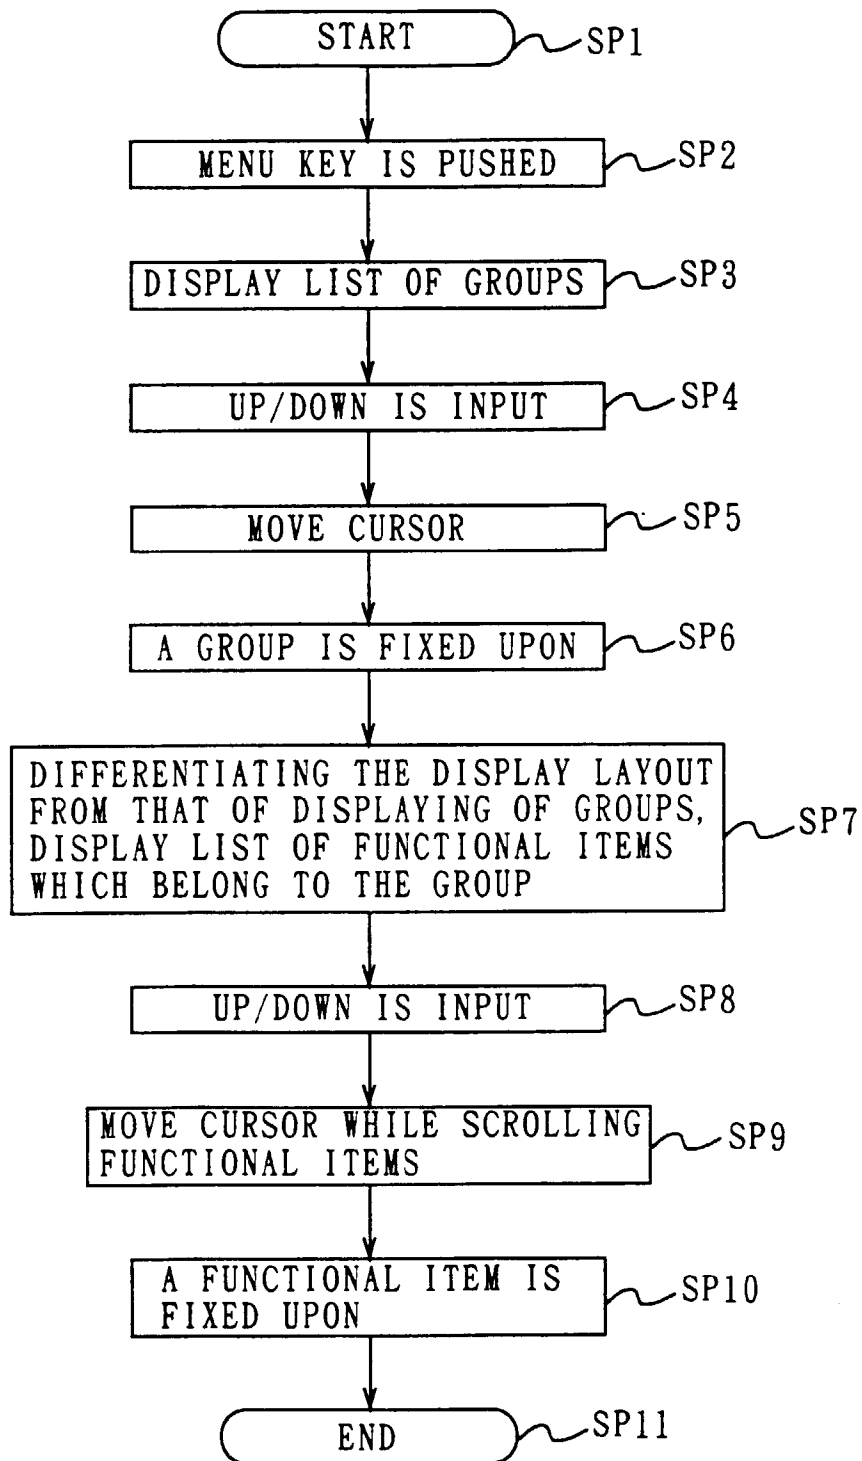 START
SP1
MENU KEY IS PUSHED
SP2
DISPLAY LIST OF GROUPS
SP3
UP/DOWN IS INPUT
SP4
MOVE CURSOR
SP5
A GROUP IS FIXED UPON
SP6
DIFFERENTIATING THE DISPLAY LAYOUT
FROM THAT OF DISPLAYING OF GROUPS,
DISPLAY LIST OF FUNCTIONAL ITEMS
WHICH BELONG TO THE GROUP
SP7
UP/DOWN IS INPUT
SP8
MOVE CURSOR WHILE SCROLLING
FUNCTIONAL ITEMS
SP9
A FUNCTIONAL ITEM IS
FIXED UPON
SP10
END
SP11